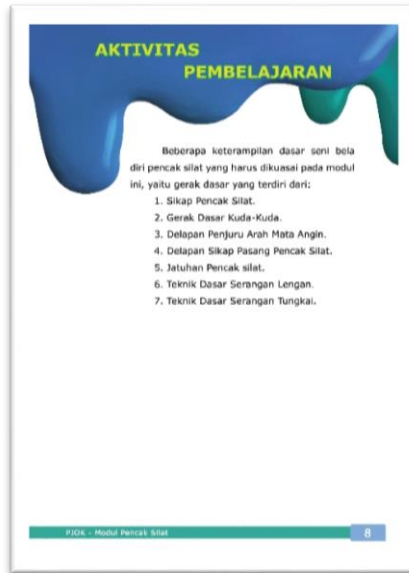 AKTIVITAS
PEMBELAJARAN
Beberapa keterampilan dasar seni bela
diri pencak silat yang harus dikuasai pada modul
ini, yaitu gerak dasar yang terdiri dari:
1. Sikap Pencak Silat.
2. Gerak Dasar Kuda-Kuda.
3. Delapan Penjuru Arah Mata Angin.
4. Delapan Sikap Pasang Pencak Silat.
5. Jatuhan Pencak silat.
6. Teknik Dasar Serangan Lengan.
7. Teknik Dasar Serangan Tungkai.
PJOK - Modul Pencak Silat
8